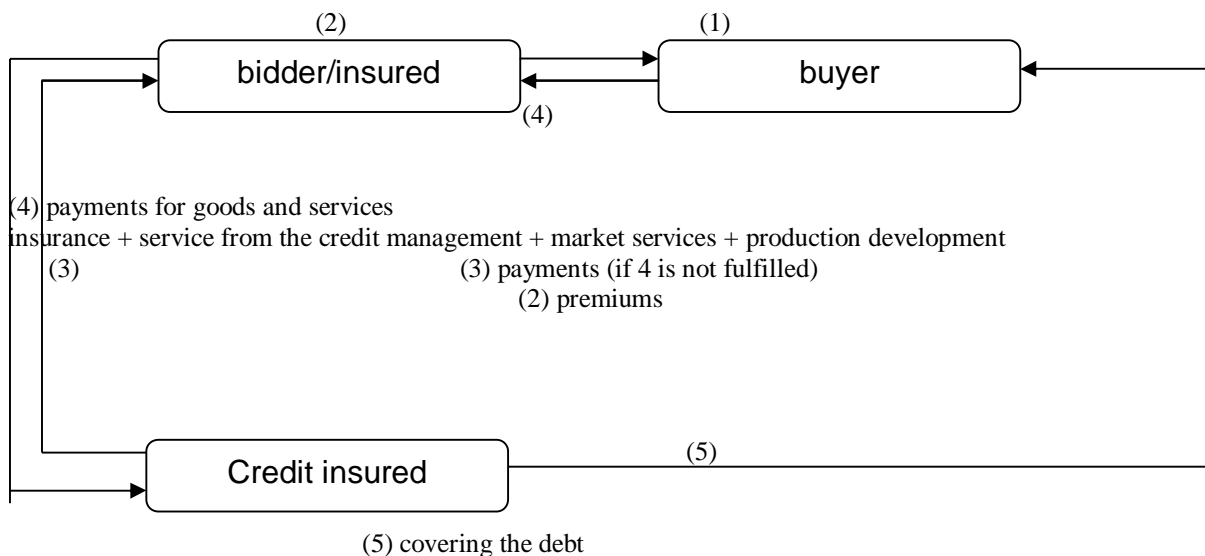 (2)
(1)
bidder/insured
buyer
(4)
(4) payments for goods and services
insurance + service from the credit management + market services + production development
(3)
(3) payments (if 4 is not fulfilled)
(2) premiums
(5)
Credit insured
(5) covering the debt